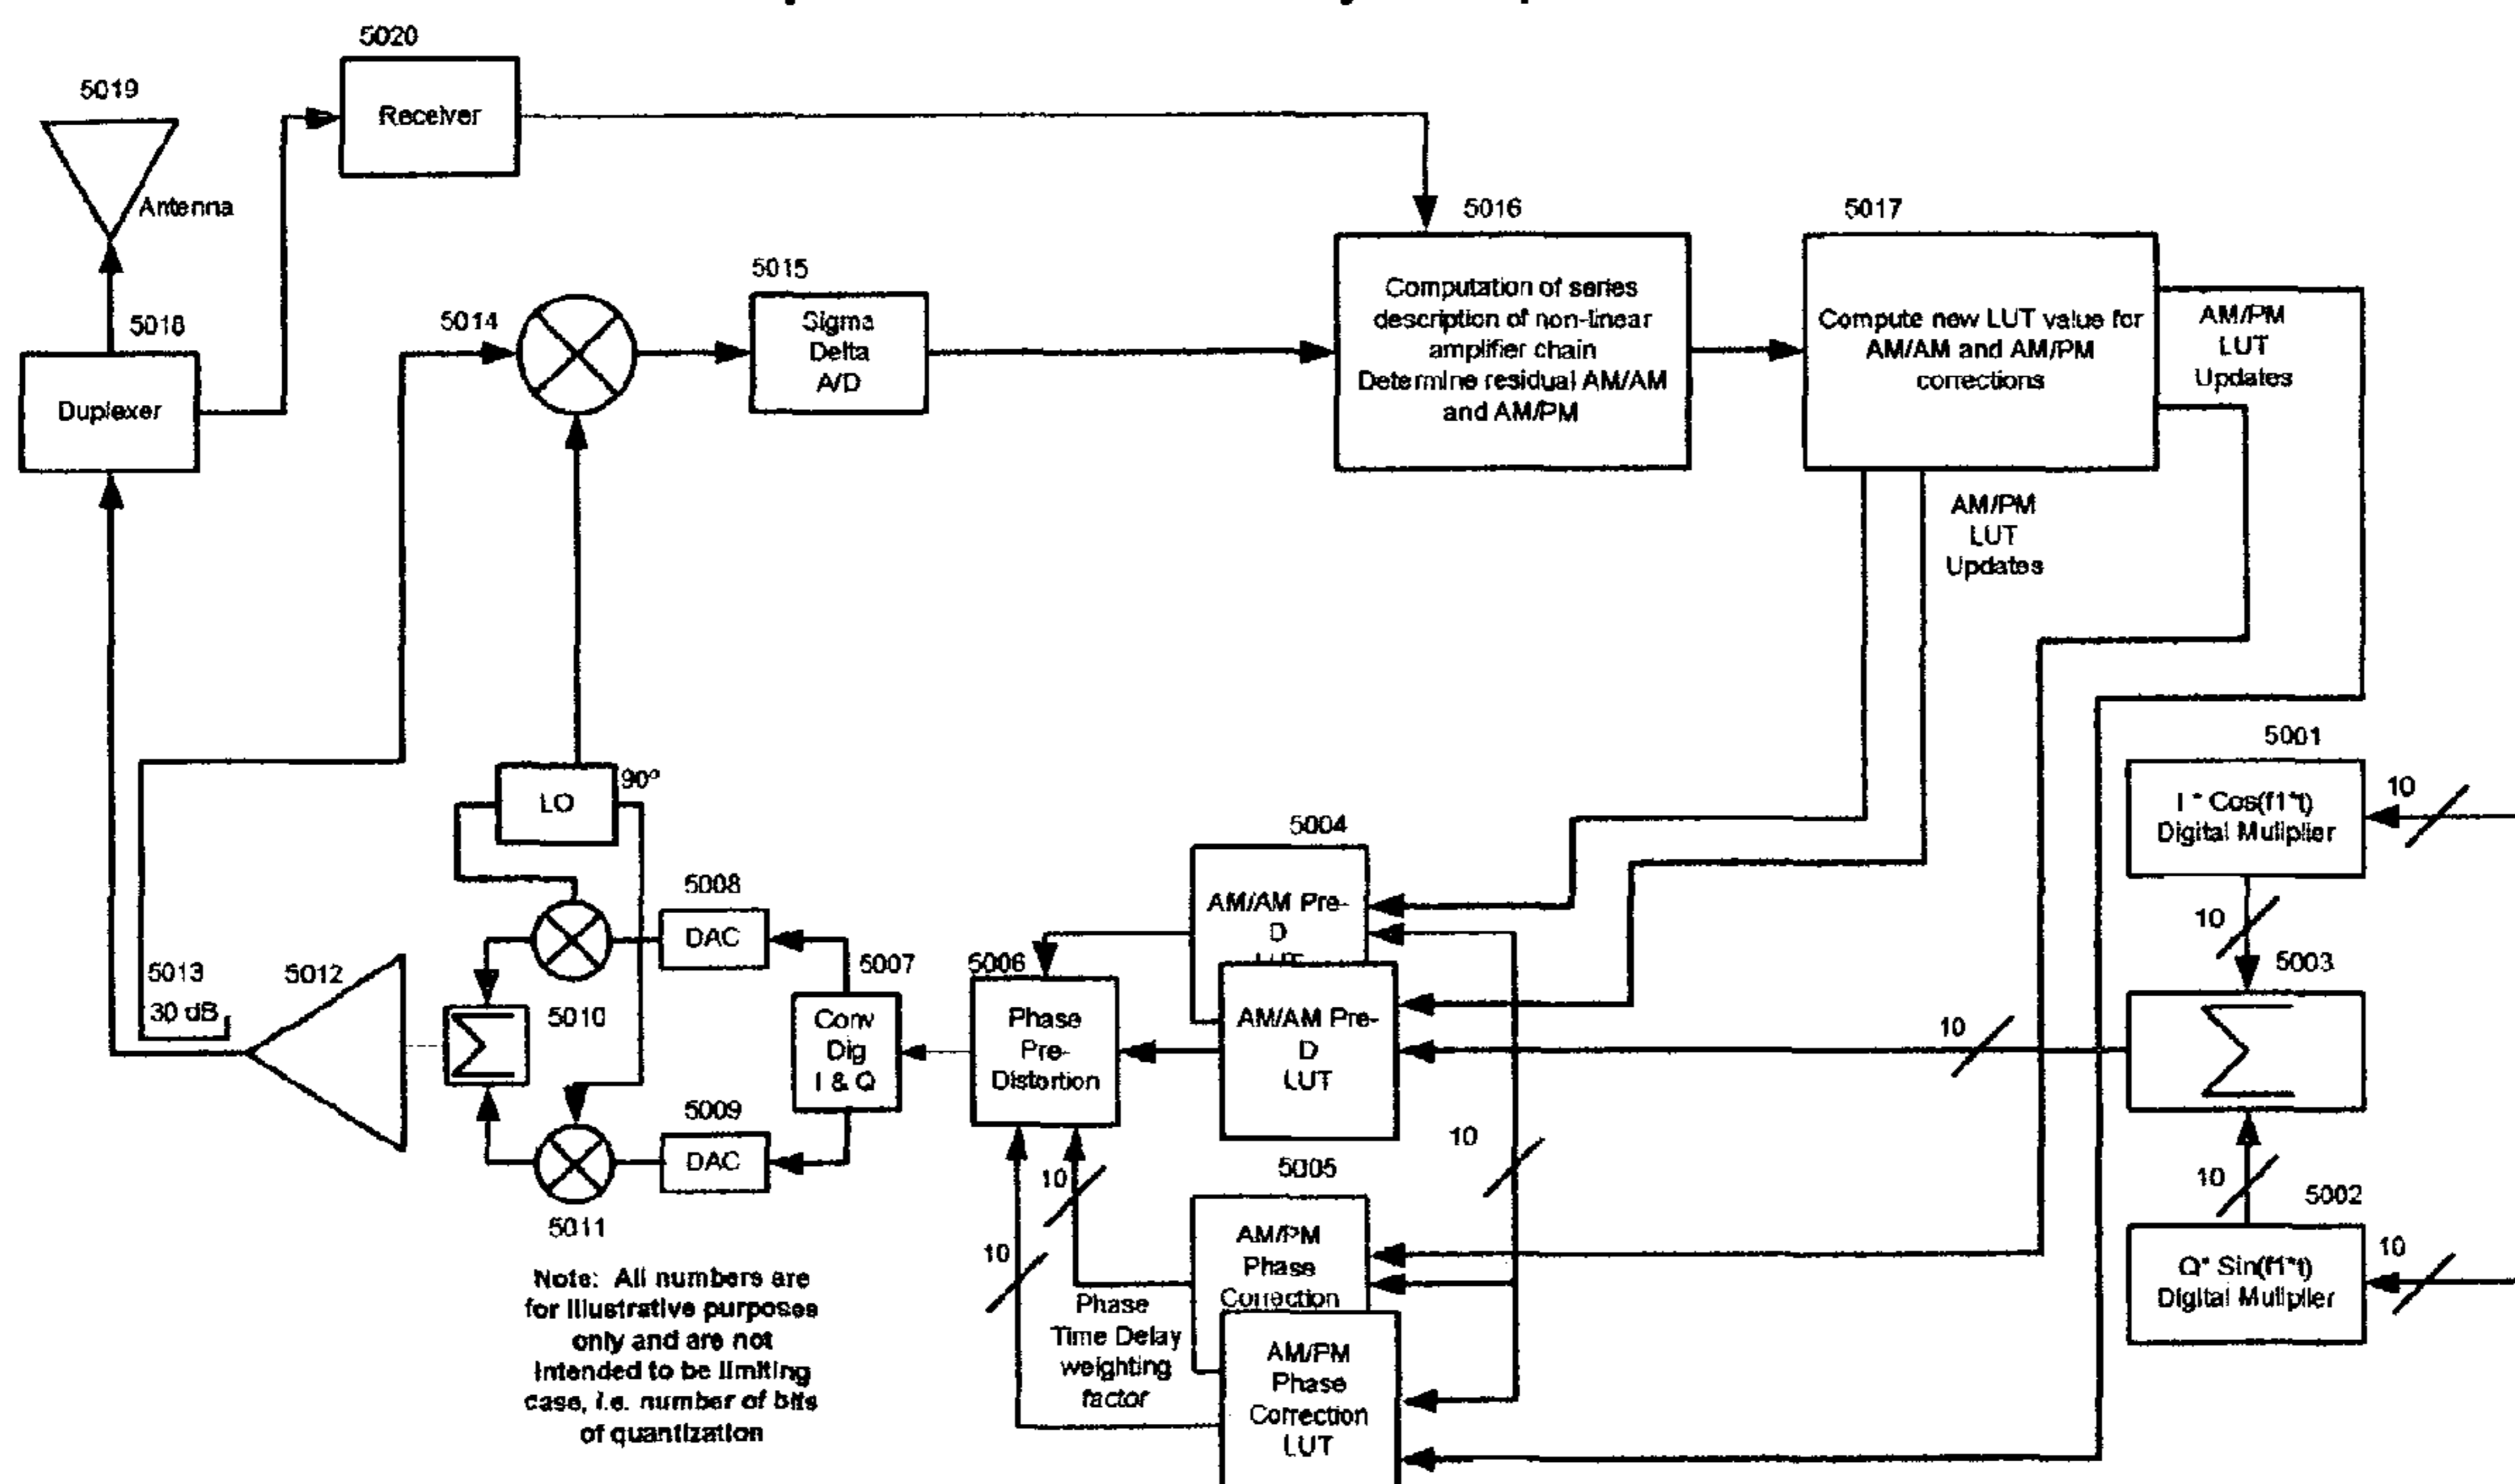 5020
Receiver
5019
Antenna
5018
Duplexer
5014
5015
Sigma
Delta
A/D
5016
Computation of series
description of non-linear
amplifier chain
Determine residual AM/AM
and AM/PM
5017
Compute new LUT value for
AM/AM and AM/PM
corrections
AM/PM
LUT
Updates
AM/PM
LUT
Updates
5001
I * Cos(f1*t)
Digital Muliplier
10
10
5003
10
10
5002
Q* Sin(f1*t)
Digital Muliplier
10
LO
90°
5008
DAC
5007
Conv
Dig
I & Q
5009
DAC
5010
5011
5012
5013
30 dB
5006
Phase
Pre-
Distortion
5004
AM/AM Pre-
D
LUT
AM/AM Pre-
D
LUT
10
5005
AM/PM
Phase
Correction
AM/PM
Phase
Correction
LUT
10
10
Phase
Time Delay
weighting
factor
Note: All numbers are
for illustrative purposes
only and are not
intended to be limiting
case, i.e. number of bits
of quantization